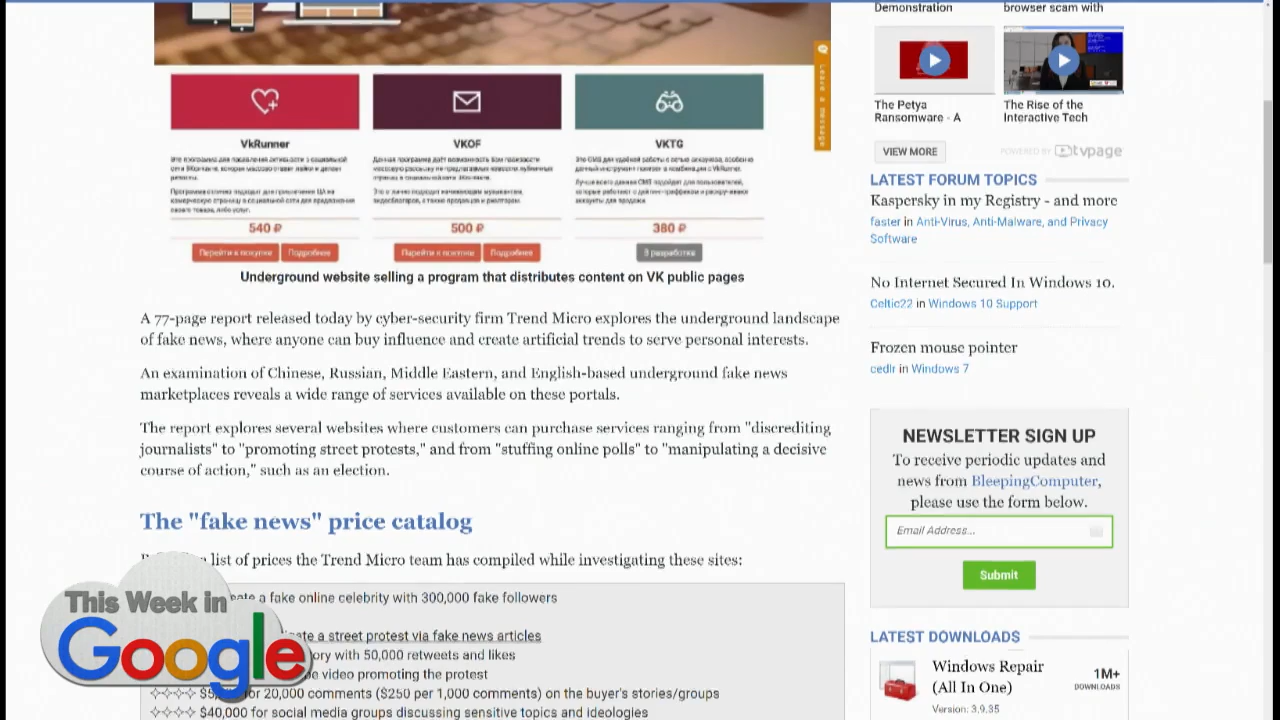 Demonstration
browser scam with
Leave a message
The Petya
Ransomware - A
The Rise of the
Interactive Tech
VIEW MORE
POWERED BY tvpage
VkRunner
VKOF
VKTG
540 ₽
500 ₽
380 ₽
Перейти к покупке
Подробнее
Перейти к покупке
Подробнее
В разработке
Underground website selling a program that distributes content on VK public pages
A 77-page report released today by cyber-security firm Trend Micro explores the underground landscape
of fake news, where anyone can buy influence and create artificial trends to serve personal interests.
An examination of Chinese, Russian, Middle Eastern, and English-based underground fake news
marketplaces reveals a wide range of services available on these portals.
The report explores several websites where customers can purchase services ranging from "discrediting
journalists" to "promoting street protests," and from "stuffing online polls" to "manipulating a decisive
course of action," such as an election.
The "fake news" price catalog
list of prices the Trend Micro team has compiled while investigating these sites:
a fake online celebrity with 300,000 fake followers
a street protest via fake news articles
with 50,000 retweets and likes
video promoting the protest
for 20,000 comments ($250 per 1,000 comments) on the buyer's stories/groups
$40,000 for social media groups discussing sensitive topics and ideologies
This Week in
Google
LATEST FORUM TOPICS
Kaspersky in my Registry - and more
faster in Anti-Virus, Anti-Malware, and Privacy
Software
No Internet Secured In Windows 10.
Celtic22 in Windows 10 Support
Frozen mouse pointer
cedlr in Windows 7
NEWSLETTER SIGN UP
To receive periodic updates and
news from BleepingComputer,
please use the form below.
Email Address...
Submit
LATEST DOWNLOADS
Windows Repair
(All In One)
Version: 3.9.35
1M+
DOWNLOADS